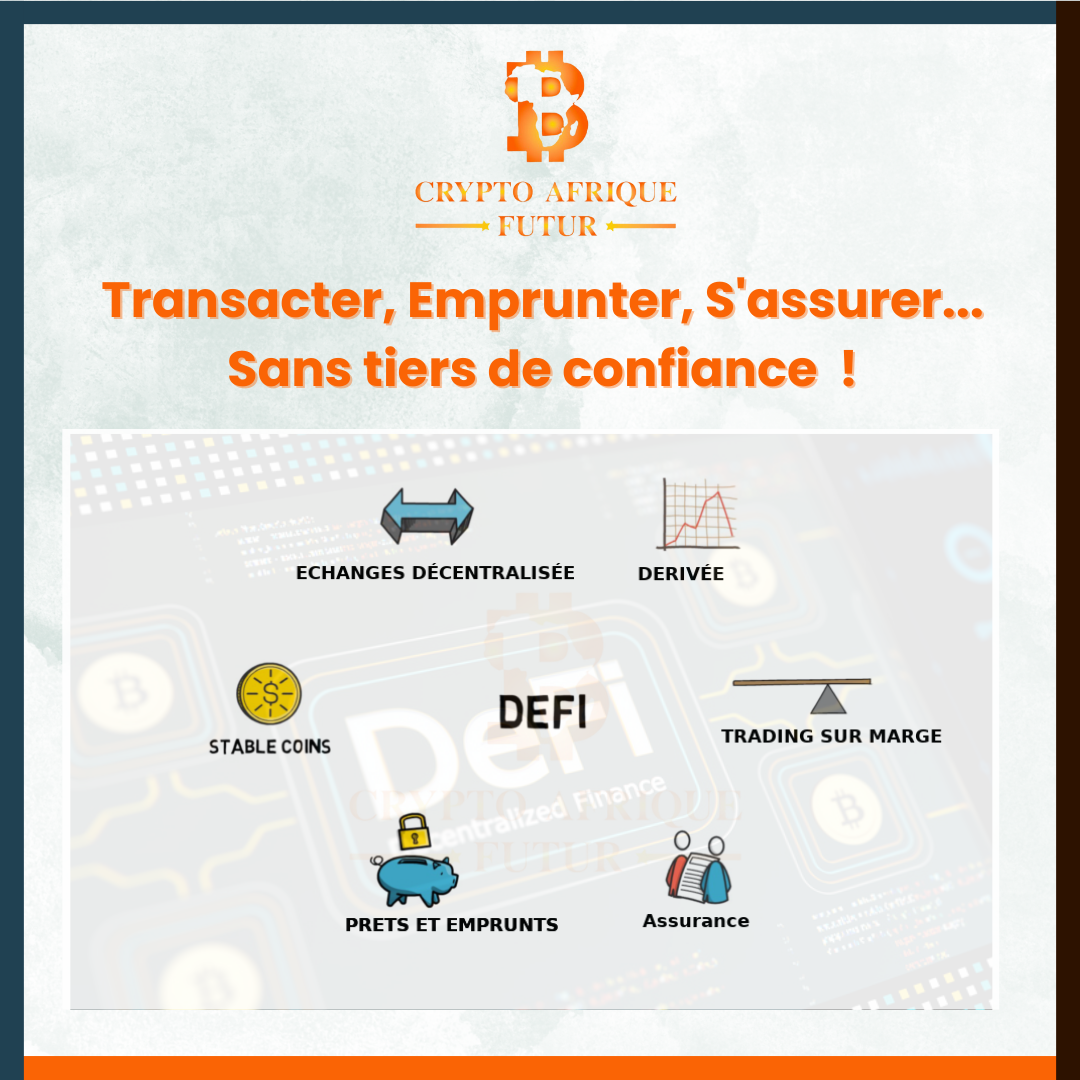 CRYPTO AFRIQUE
FUTUR
Transacter, Emprunter, S'assurer...
Sans tiers de confiance !
ECHANGES DÉCENTRALISÉE
DERIVÉE
STABLE COINS
DEFI
TRADING SUR MARGE
DeFi
centralized Finance
CRYPTO AFRIQUE
FUTUR
PRETS ET EMPRUNTS
Assurance